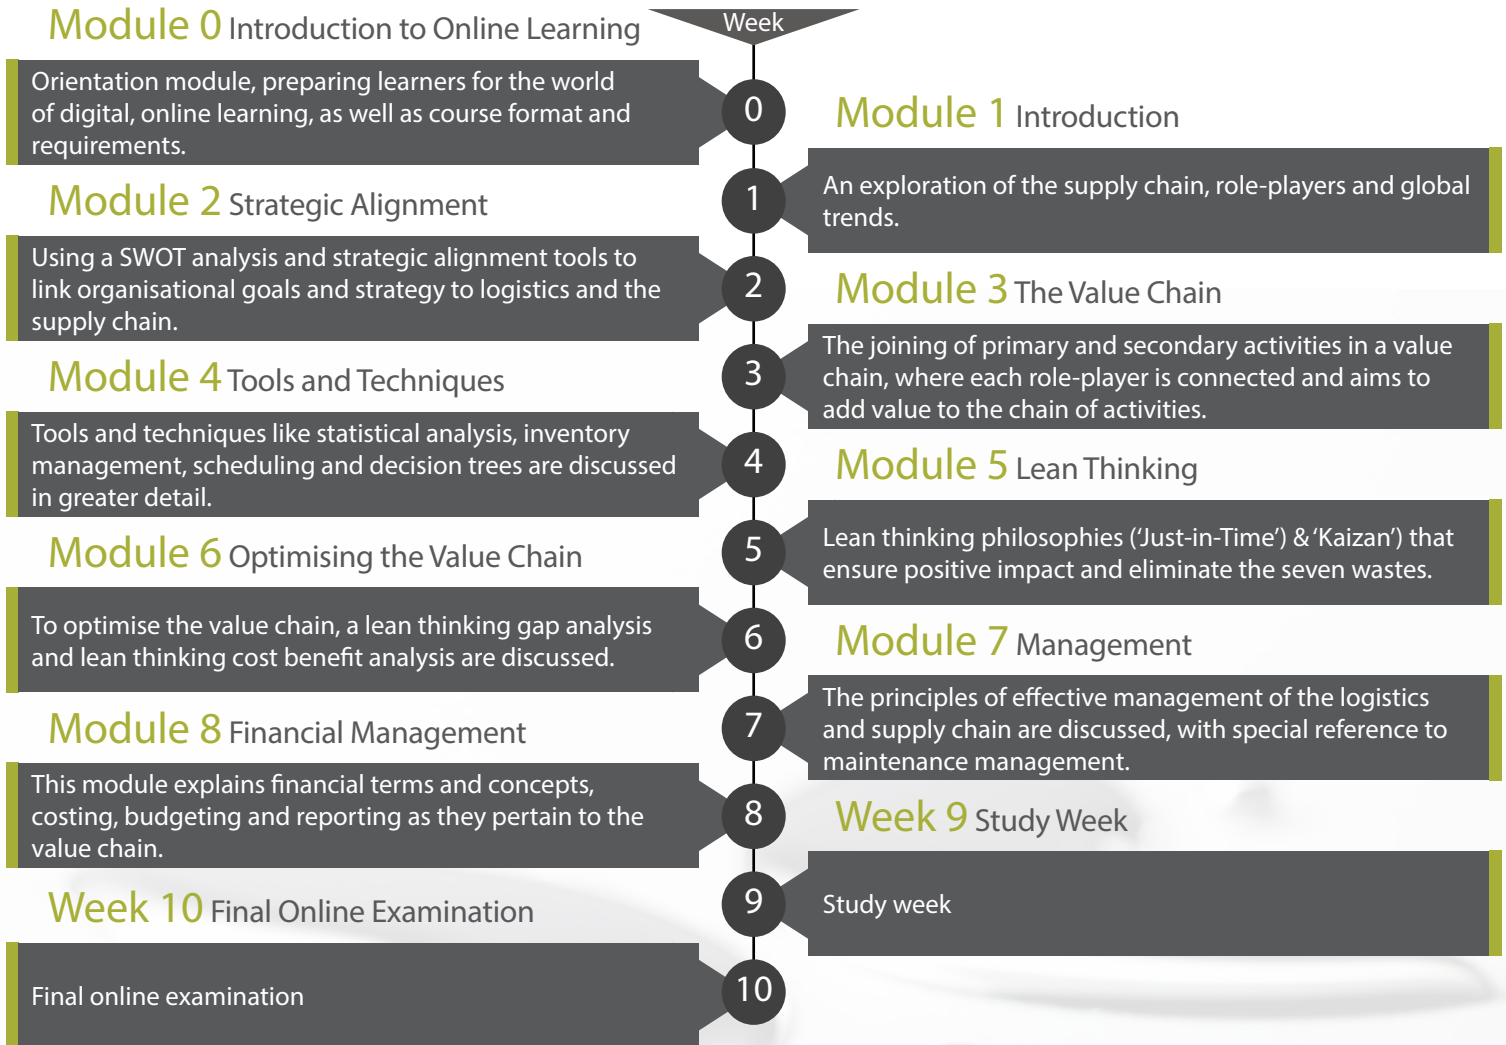 Week
Module 0 Introduction to Online Learning
0
Orientation module, preparing learners for the world
of digital, online learning, as well as course format and
requirements.
Module 1 Introduction
1
An exploration of the supply chain, role-players and global
trends.
Module 2 Strategic Alignment
2
Using a SWOT analysis and strategic alignment tools to
link organisational goals and strategy to logistics and the
supply chain.
Module 3 The Value Chain
3
The joining of primary and secondary activities in a value
chain, where each role-player is connected and aims to
add value to the chain of activities.
Module 4 Tools and Techniques
4
Tools and techniques like statistical analysis, inventory
management, scheduling and decision trees are discussed
in greater detail.
Module 5 Lean Thinking
5
Lean thinking philosophies (‘Just-in-Time’) & ‘Kaizan’) that
ensure positive impact and eliminate the seven wastes.
Module 6 Optimising the Value Chain
6
To optimise the value chain, a lean thinking gap analysis
and lean thinking cost benefit analysis are discussed.
Module 7 Management
7
The principles of effective management of the logistics
and supply chain are discussed, with special reference to
maintenance management.
Module 8 Financial Management
8
This module explains financial terms and concepts,
costing, budgeting and reporting as they pertain to the
value chain.
Week 9 Study Week
9
Study week
Week 10 Final Online Examination
10
Final online examination